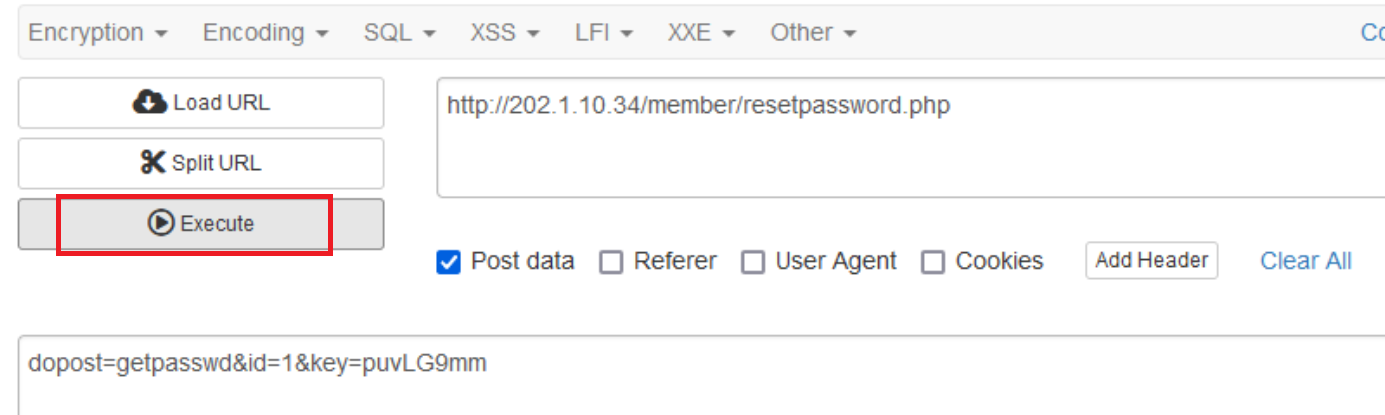 Encryption Encoding SQL XSS LFI XXE Other Co
Load URL
http://202.1.10.34/member/resetpassword.php
Split URL
Execute
Post data Referer User Agent Cookies Add Header Clear All
dopost=getpasswd&id=1&key=puvLG9mm